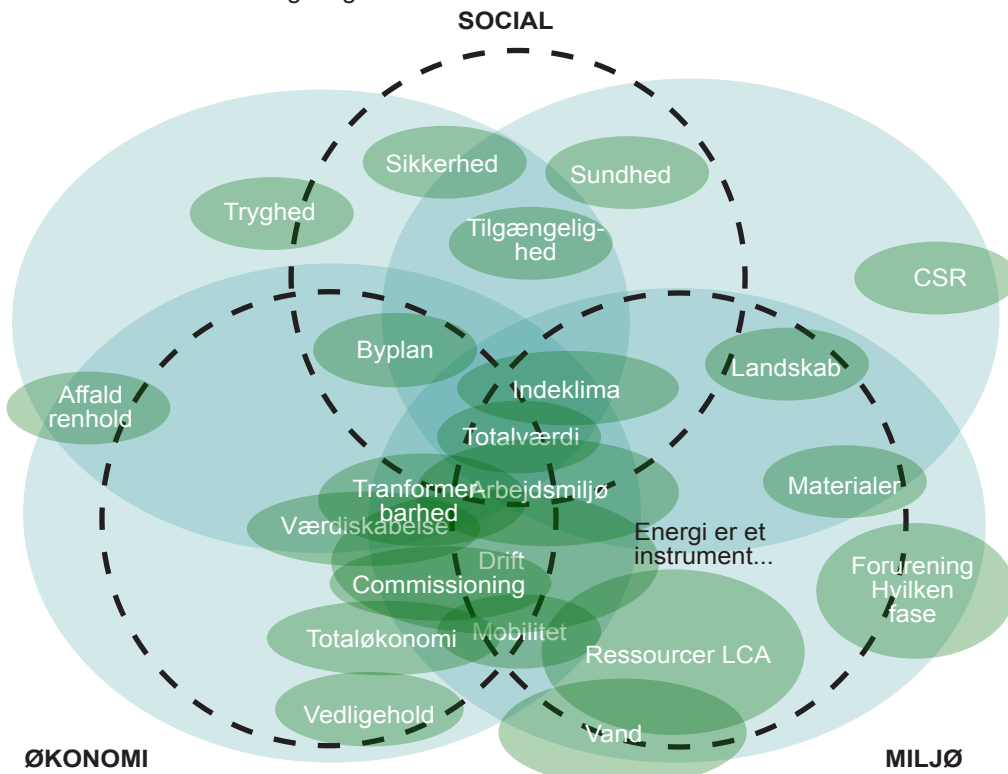 SOCIAL
Sikkerhed
Sundhed
Tryghed
Tilgængelig-
hed
CSR
Byplan
Landskab
Affald
renhold
Indeklima
Totalværdi
Tranformer-
barhed
Arbejdsmiljø
Materialer
Værdiskabelse
Energi er et
instrument...
Drift
Commissioning
Forurening
Hvilken
fase
Mobilitet
Totaløkonomi
Ressourcer LCA
Vedligehold
Vand
ØKONOMI
MILJØ